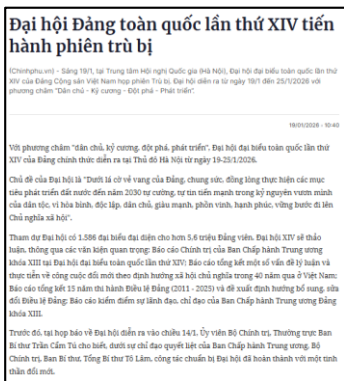 Đại hội Đảng toàn quốc lần thứ XIV tiến
hành phiên trù bị
(Chinhphu.vn) - Sáng 19/1, tại Trung tâm Hội nghị Quốc gia (Hà Nội), Đại hội đại biểu toàn quốc lần thứ
XIV của Đảng Cộng sản Việt Nam họp phiên Trù bị. Đại hội diễn ra từ ngày 19/1 đến 25/1/2026 với
phương châm "Dân chủ - Kỷ cương - Đột phá - Phát triển".
19/01/2026 - 10:40
Với phương châm "dân chủ, kỷ cương, đột phá, phát triển", Đại hội đại biểu toàn quốc lần thứ
XIV của Đảng chính thức diễn ra tại Thủ đô Hà Nội từ ngày 19-25/1/2026.
Chủ đề của Đại hội là "Dưới lá cờ vẻ vang của Đảng, chung sức, đồng lòng thực hiện các mục
tiêu phát triển đất nước đến năm 2030 tự cường, tự tin tiến mạnh trong kỷ nguyên vươn mình
của dân tộc, vì hòa bình, độc lập, dân chủ, giàu mạnh, phồn vinh, hạnh phúc, vững bước đi lên
Chủ nghĩa xã hội".
Tham dự Đại hội có 1.586 đại biểu đại diện cho hơn 5,6 triệu Đảng viên. Đại hội XIV sẽ thảo
luận, thông qua các văn kiện quan trọng: Báo cáo Chính trị của Ban Chấp hành Trung ương
khóa XIII tại Đại hội đại biểu toàn quốc lần thứ XIV; Báo cáo tổng kết một số vấn đề lý luận và
thực tiễn về công cuộc đổi mới theo định hướng xã hội chủ nghĩa trong 40 năm qua ở Việt Nam;
Báo cáo tổng kết 15 năm thi hành Điều lệ Đảng (2011 - 2025) và đề xuất định hướng bổ sung, sửa
đổi Điều lệ Đảng; Báo cáo kiểm điểm sự lãnh đạo, chỉ đạo của Ban Chấp hành Trung ương Đảng
khóa XIII.
Trước đó, tại họp báo về Đại hội diễn ra vào chiều 14/1, Ủy viên Bộ Chính trị, Thường trực Ban
Bí thư Trần Cẩm Tú cho biết, dưới sự chỉ đạo quyết liệt của Ban Chấp hành Trung ương, Bộ
Chính trị, Ban Bí thư, Tổng Bí thư Tô Lâm, công tác chuẩn bị Đại hội đã hoàn thành với một tinh
thần đổi mới.